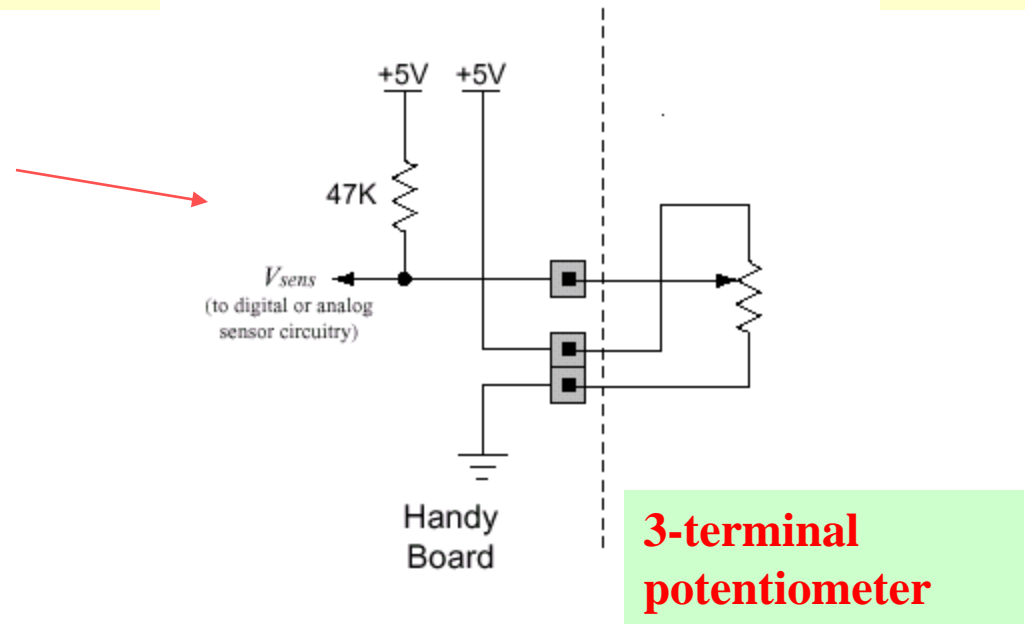 +5V +5V
47K
Vsens
(to digital or analog
sensor circuitry)
Handy
Board
3-terminal
potentiometer